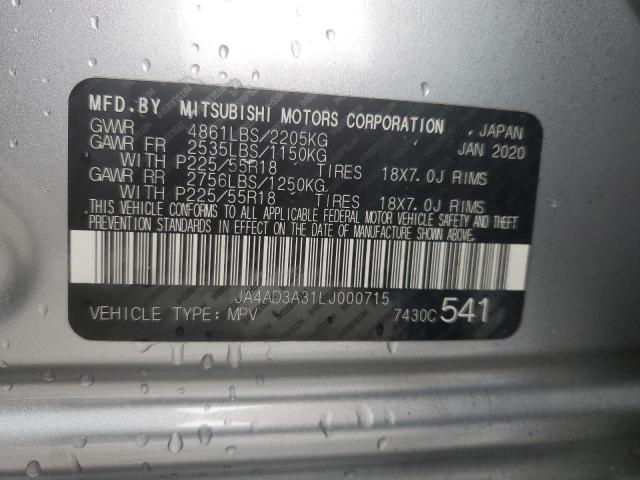 MFD.BY MITSUBISHI MOTORS CORPORATION JAPAN
GVWR 4861LBS/2205KG JAN 2020
GAWR FR 2535LBS/1150KG
WITH P225/55R18 TIRES 18X7.0J RIMS
GAWR RR 2756LBS/1250KG
WITH P225/55R18 TIRES 18X7.0J RIMS
THIS VEHICLE CONFORMS TO ALL APPLICABLE FEDERAL MOTOR VEHICLE SAFETY AND THEFT
PREVENTION STANDARDS IN EFFECT ON THE DATE OF MANUFACTURE SHOWN ABOVE.
JA4AD3A31LJ000715
VEHICLE TYPE: MPV 7430C 541